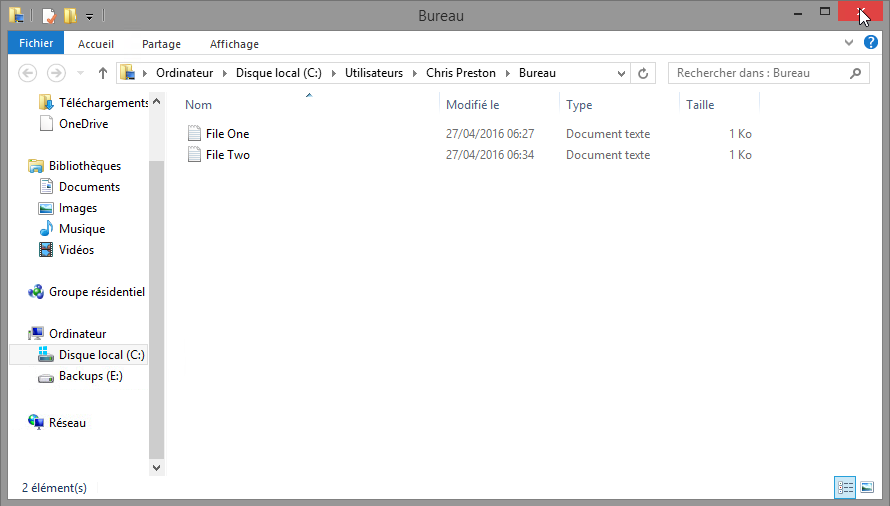 Bureau
Fichier Accueil Partage Affichage
Ordinateur Disque local (C:) Utilisateurs Chris Preston Bureau Rechercher dans : Bureau
Téléchargements
OneDrive
Bibliothèques
Documents
Images
Musique
Vidéos
Groupe résidentiel
Ordinateur
Disque local (C:)
Backups (E:)
Réseau
Nom Modifié le Type Taille
File One 27/04/2016 06:27 Document texte 1 Ko
File Two 27/04/2016 06:34 Document texte 1 Ko
2 élément(s)